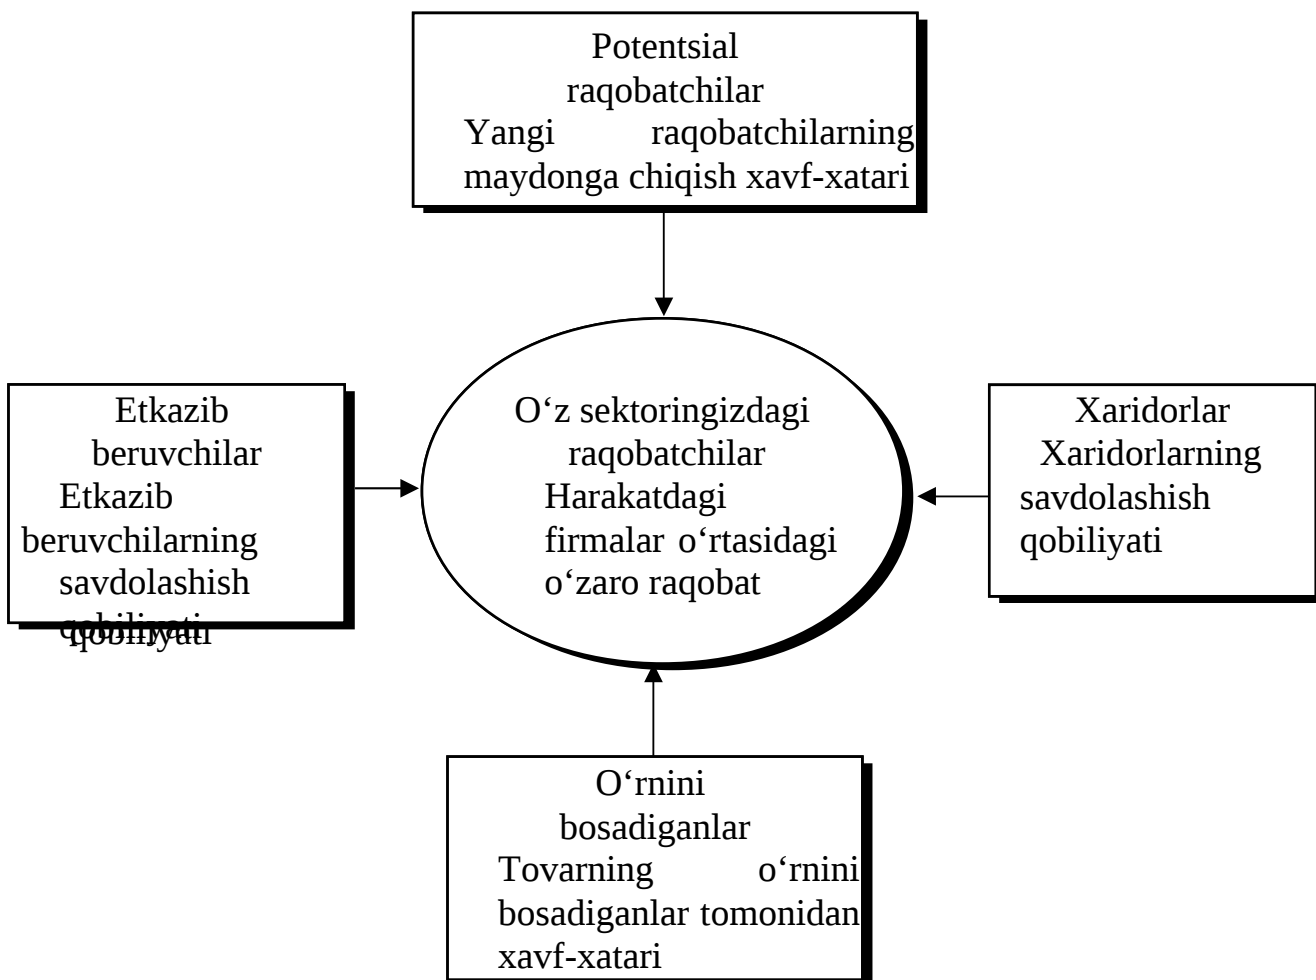 Potentsial
raqobatchilar
Yangi raqobatchilarning
maydonga chiqish xavf-xatari
Etkazib
beruvchilar
Etkazib
beruvchilarning
savdolashish
qobiliyati
O‘z sektoringizdagi
raqobatchilar
Harakatdagi
firmalar o‘rtasidagi
o‘zaro raqobat
Xaridorlar
Xaridorlarning
savdolashish
qobiliyati
O‘rnini
bosadiganlar
Tovarning o‘rnini
bosadiganlar tomonidan
xavf-xatari